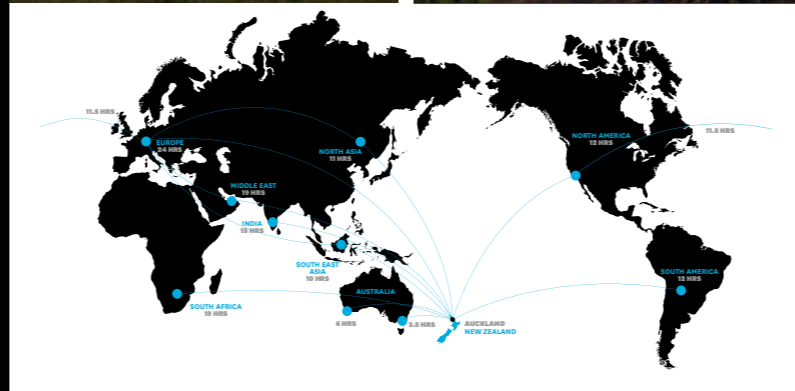 11.5 HRS
EUROPE
24 HRS
NORTH ASIA
11 HRS
NORTH AMERICA
12 HRS
11.5 HRS
MIDDLE EAST
19 HRS
INDIA
15 HRS
SOUTH EAST
ASIA
10 HRS
SOUTH AMERICA
12 HRS
AUSTRALIA
SOUTH AFRICA
19 HRS
6 HRS
3.5 HRS
AUCKLAND
NEW ZEALAND